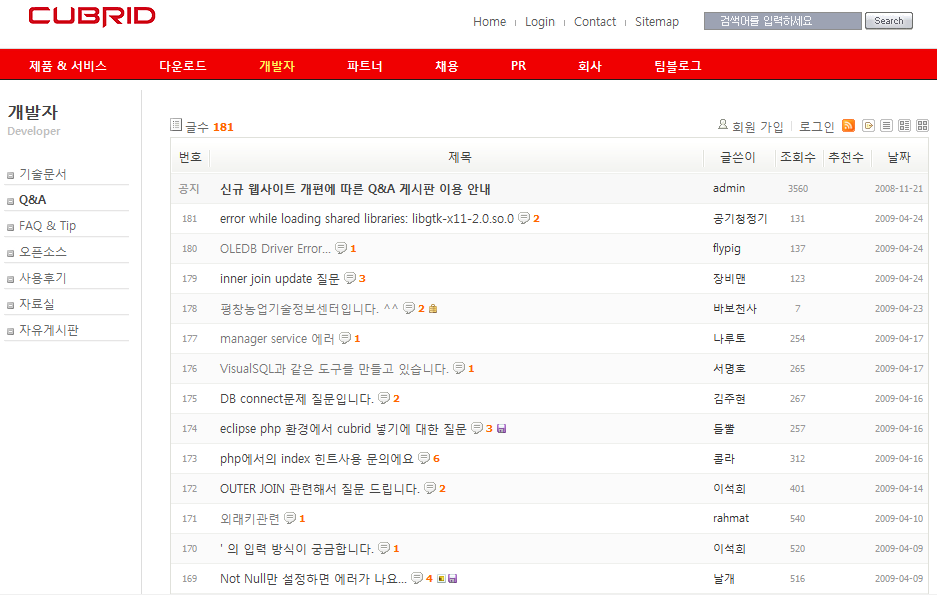 CUBRID
Home Login Contact Sitemap 검색어를 입력하세요 Search
제품 & 서비스 다운로드 개발자 파트너 채용 PR 회사 팀블로그
개발자
Developer
기술문서
Q&A
FAQ & Tip
오픈소스
사용후기
자료실
자유게시판
글수 181 회원 가입 로그인
번호 제목 글쓴이 조회수 추천수 날짜
공지 신규 웹사이트 개편에 따른 Q&A 게시판 이용 안내 admin 3560 2008-11-21
181 error while loading shared libraries: libgtk-x11-2.0.so.0 2 공기청정기 131 2009-04-24
180 OLEDB Driver Error... 1 flypig 137 2009-04-24
179 inner join update 질문 3 장비맨 123 2009-04-24
178 평창농업기술정보센터입니다. ^^ 2 바보천사 7 2009-04-23
177 manager service 에러 1 나루토 254 2009-04-17
176 VisualSQL과 같은 도구를 만들고 있습니다. 1 서명호 265 2009-04-17
175 DB connect문제 질문입니다. 2 김주현 267 2009-04-16
174 eclipse php 환경에서 cubrid 넣기에 대한 질문 3 들뿔 257 2009-04-16
173 php에서의 index 힌트사용 문의에요 6 콜라 312 2009-04-16
172 OUTER JOIN 관련해서 질문 드립니다. 2 이석희 401 2009-04-14
171 외래키관련 1 rahmat 540 2009-04-10
170 ' 의 입력 방식이 궁금합니다. 1 이석희 520 2009-04-09
169 Not Null만 설정하면 에러가 나요... 4 날개 516 2009-04-09